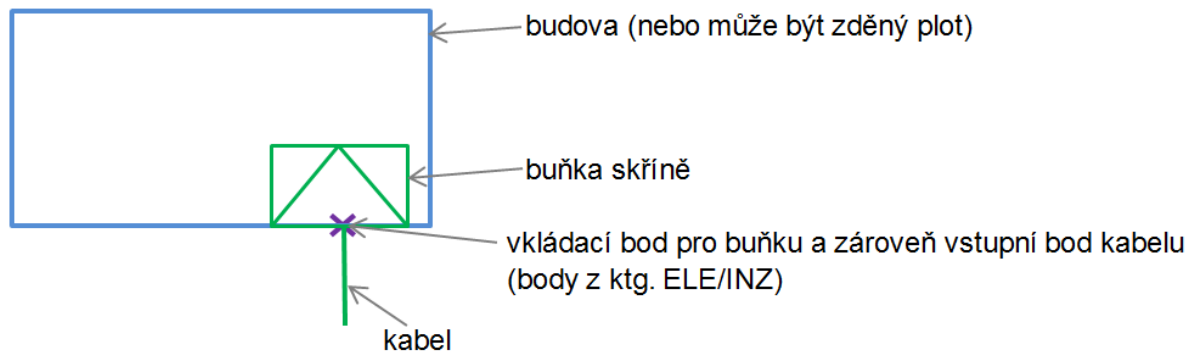 budova (nebo může být zděný plot)
buňka skříně
vkládací bod pro buňku a zároveň vstupní bod kabelu
(body z ktg. ELE/INZ)
kabel